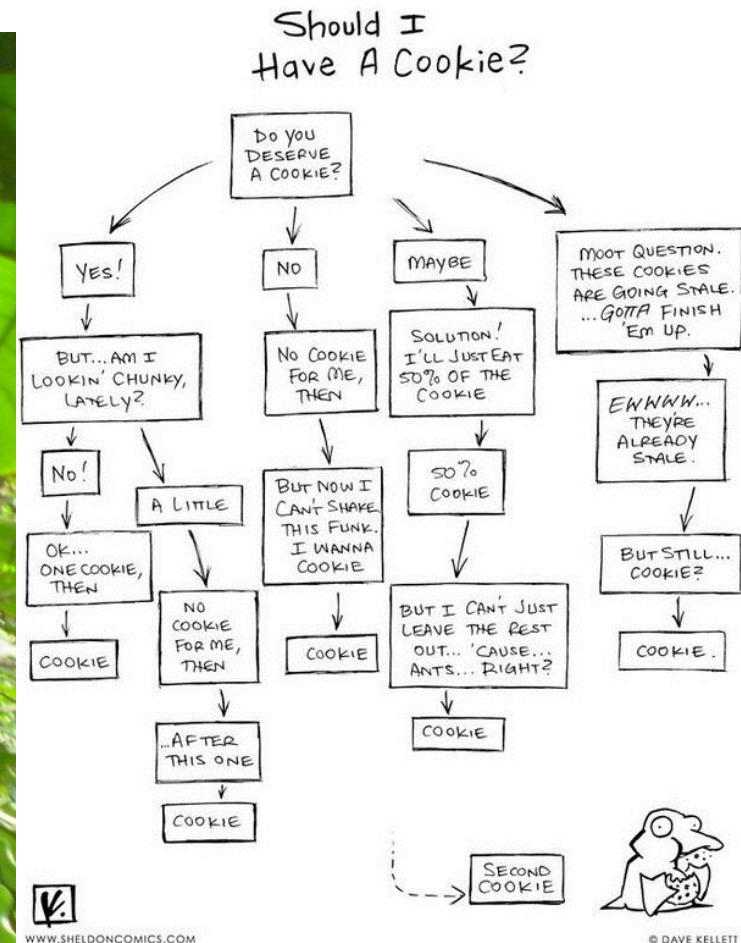 Should I
Have A Cookie?
DO YOU
DESERVE
A COOKIE?
YES!
BUT...AM I
LOOKIN' CHUNKY,
LATELY?
NO!
OK...
ONE COOKIE,
THEN
COOKIE
A LITTLE
NO
COOKIE
FOR ME,
THEN
...AFTER
THIS ONE
COOKIE
NO
NO COOKIE
FOR ME,
THEN
BUT NOW I
CAN'T SHAKE
THIS FUNK.
I WANNA
COOKIE
COOKIE
MAYBE
SOLUTION!
I'LL JUST EAT
50% OF THE
COOKIE
50%
COOKIE
BUT I CAN'T JUST
LEAVE THE REST
OUT... 'CAUSE...
ANTS... RIGHT?
COOKIE
MOOT QUESTION.
THESE COOKIES
ARE GOING STALE.
...GOTTA FINISH
'EM UP.
EWWWW...
THEY'RE
ALREADY
STALE.
BUT STILL...
COOKIE?
COOKIE.
SECOND
COOKIE
WWW.SHELDONCOMICS.COM
© DAVE KELLETT